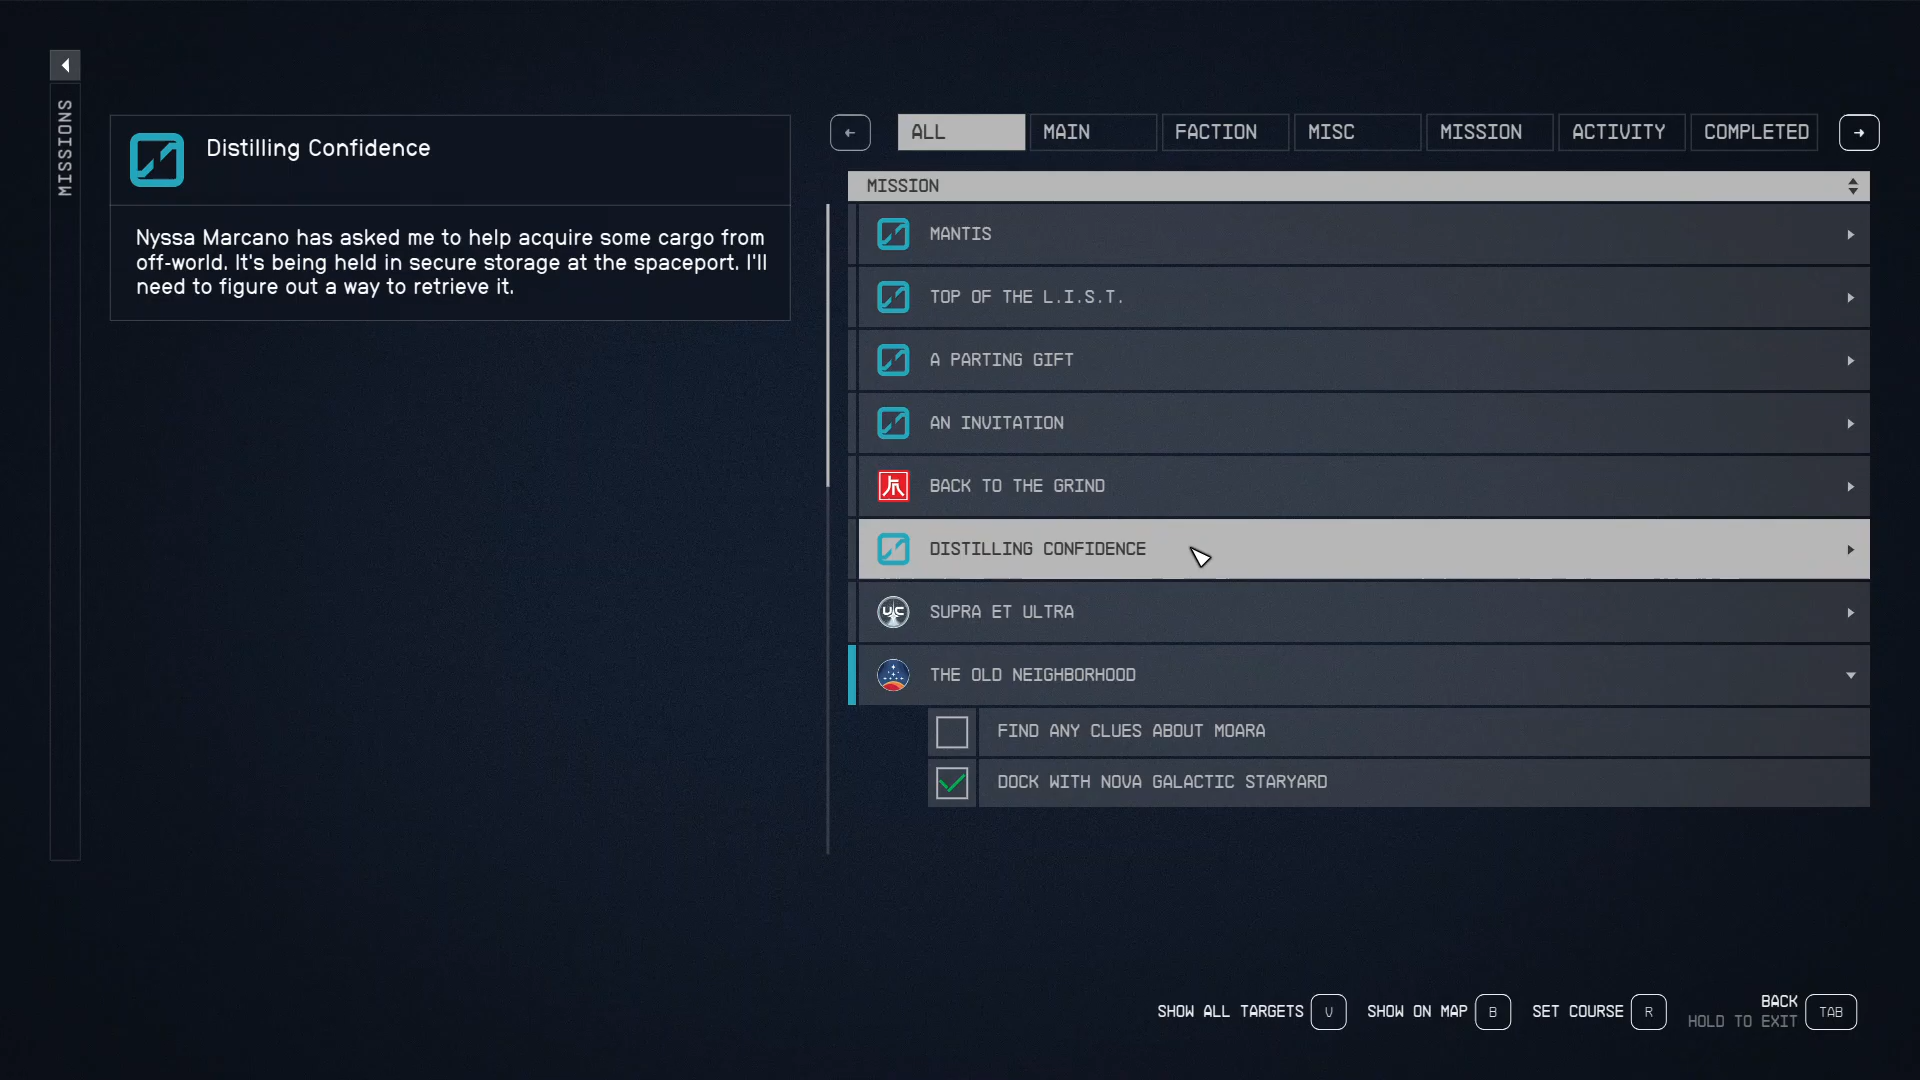 MISSIONS
Distilling Confidence
Nyssa Marcano has asked me to help acquire some cargo from
off-world. It's being held in secure storage at the spaceport. I'll
need to figure out a way to retrieve it.
ALL
MAIN
FACTION
MISC
MISSION
ACTIVITY
COMPLETED
MISSION
MANTIS
TOP OF THE L.I.S.T.
A PARTING GIFT
AN INVITATION
BACK TO THE GRIND
DISTILLING CONFIDENCE
UC
SUPRA ET ULTRA
THE OLD NEIGHBORHOOD
FIND ANY CLUES ABOUT MOARA
DOCK WITH NOVA GALACTIC STARYARD
SHOW ALL TARGETS V
SHOW ON MAP B
SET COURSE R
BACK
HOLD TO EXIT
TAB